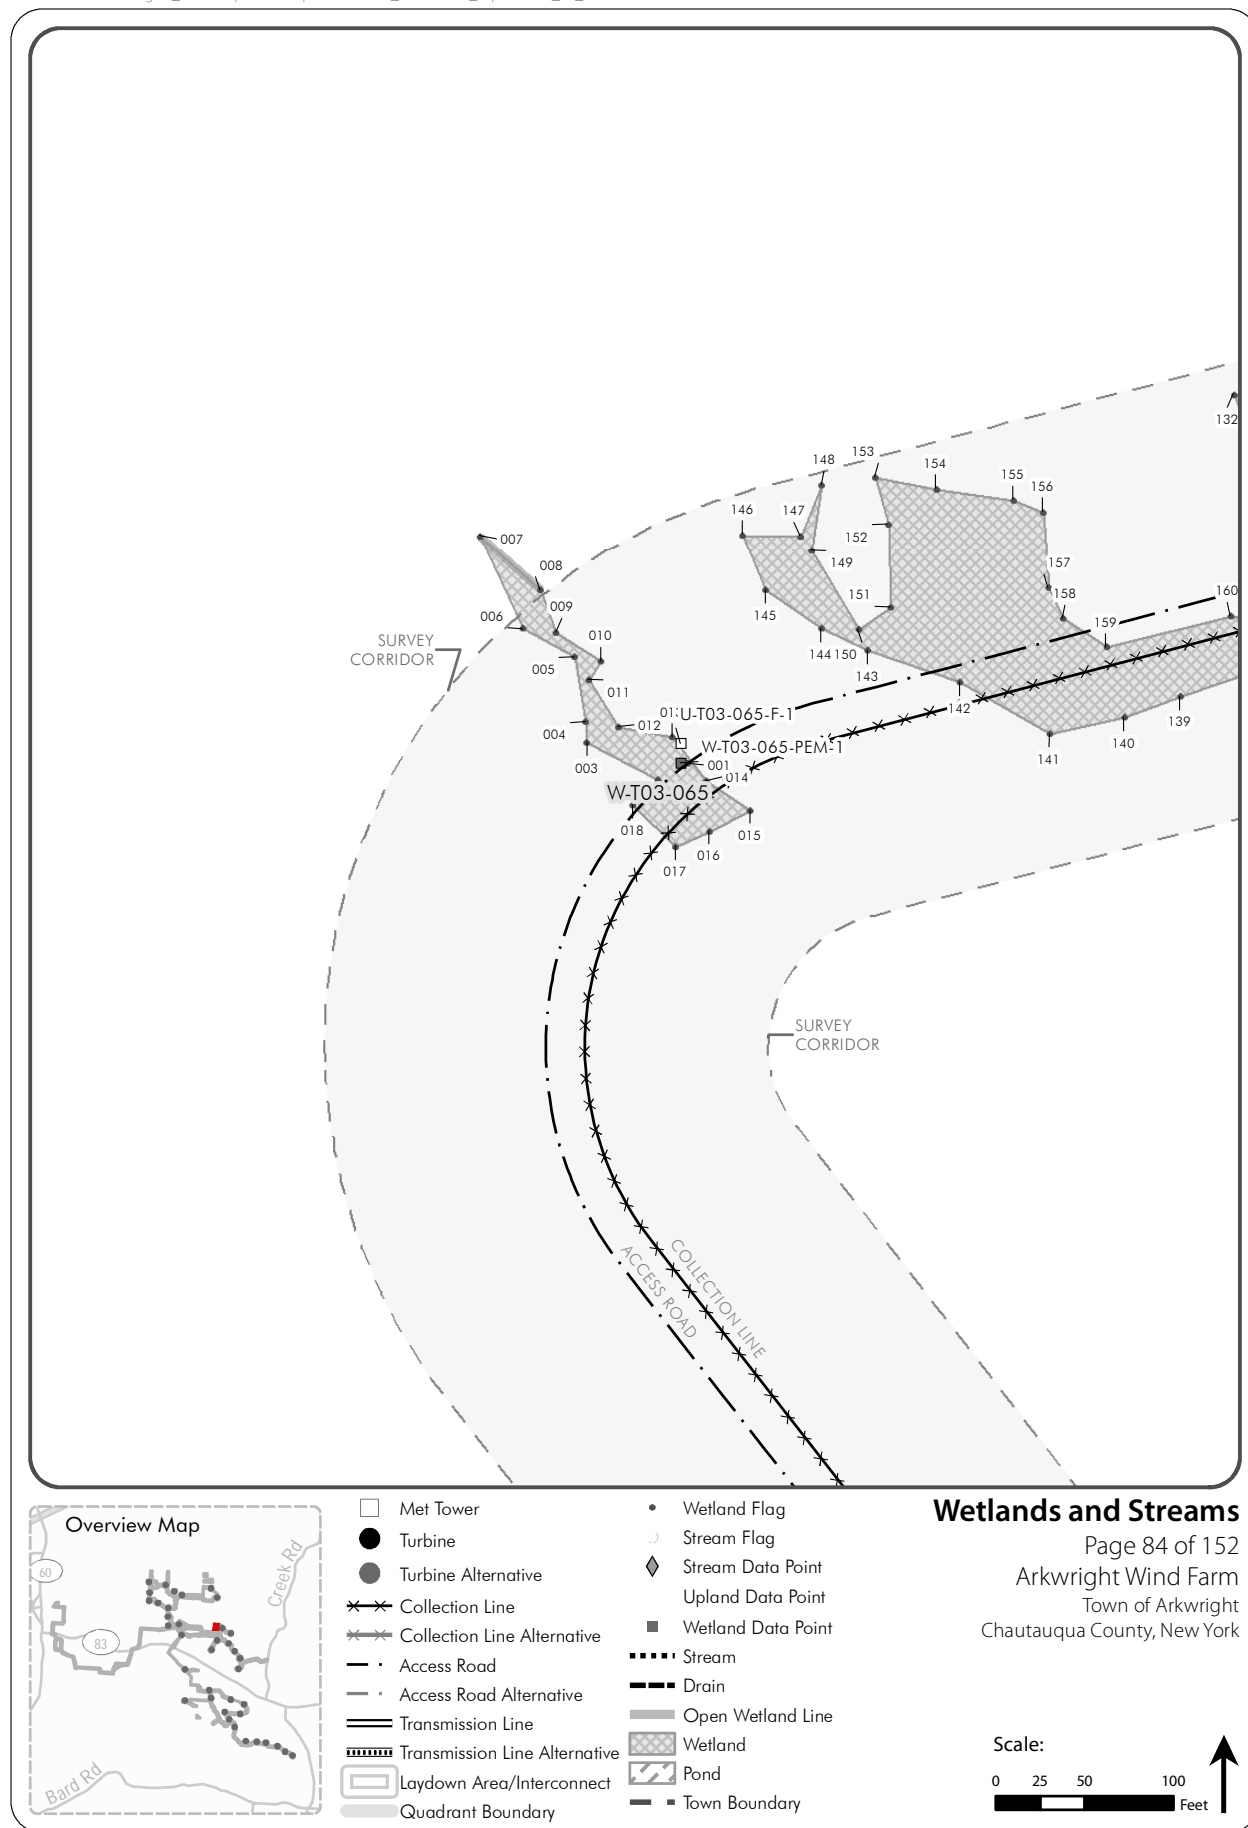 132
148
153
154
155
156
146
147
152
007
149
157
008
151
158
160
145
009
159
006
010
144
150
SURVEY
CORRIDOR
005
143
011
142
139
U-T03-065-F-1
012
140
004
W-T03-065-PEM-1
141
003
001
014
W-T03-065
018
015
016
017
SURVEY
CORRIDOR
COLLECTION LINE
ACCESS ROAD
Overview Map
60
83
Creek Rd
Bard Rd
Met Tower
Turbine
Turbine Alternative
Collection Line
Collection Line Alternative
Access Road
Access Road Alternative
Transmission Line
Transmission Line Alternative
Laydown Area/Interconnect
Quadrant Boundary
Wetland Flag
Stream Flag
Stream Data Point
Upland Data Point
Wetland Data Point
Stream
Drain
Open Wetland Line
Wetland
Pond
Town Boundary
Wetlands and Streams
Page 84 of 152
Arkwright Wind Farm
Town of Arkwright
Chautauqua County, New York
Scale:
0 25 50 100
Feet